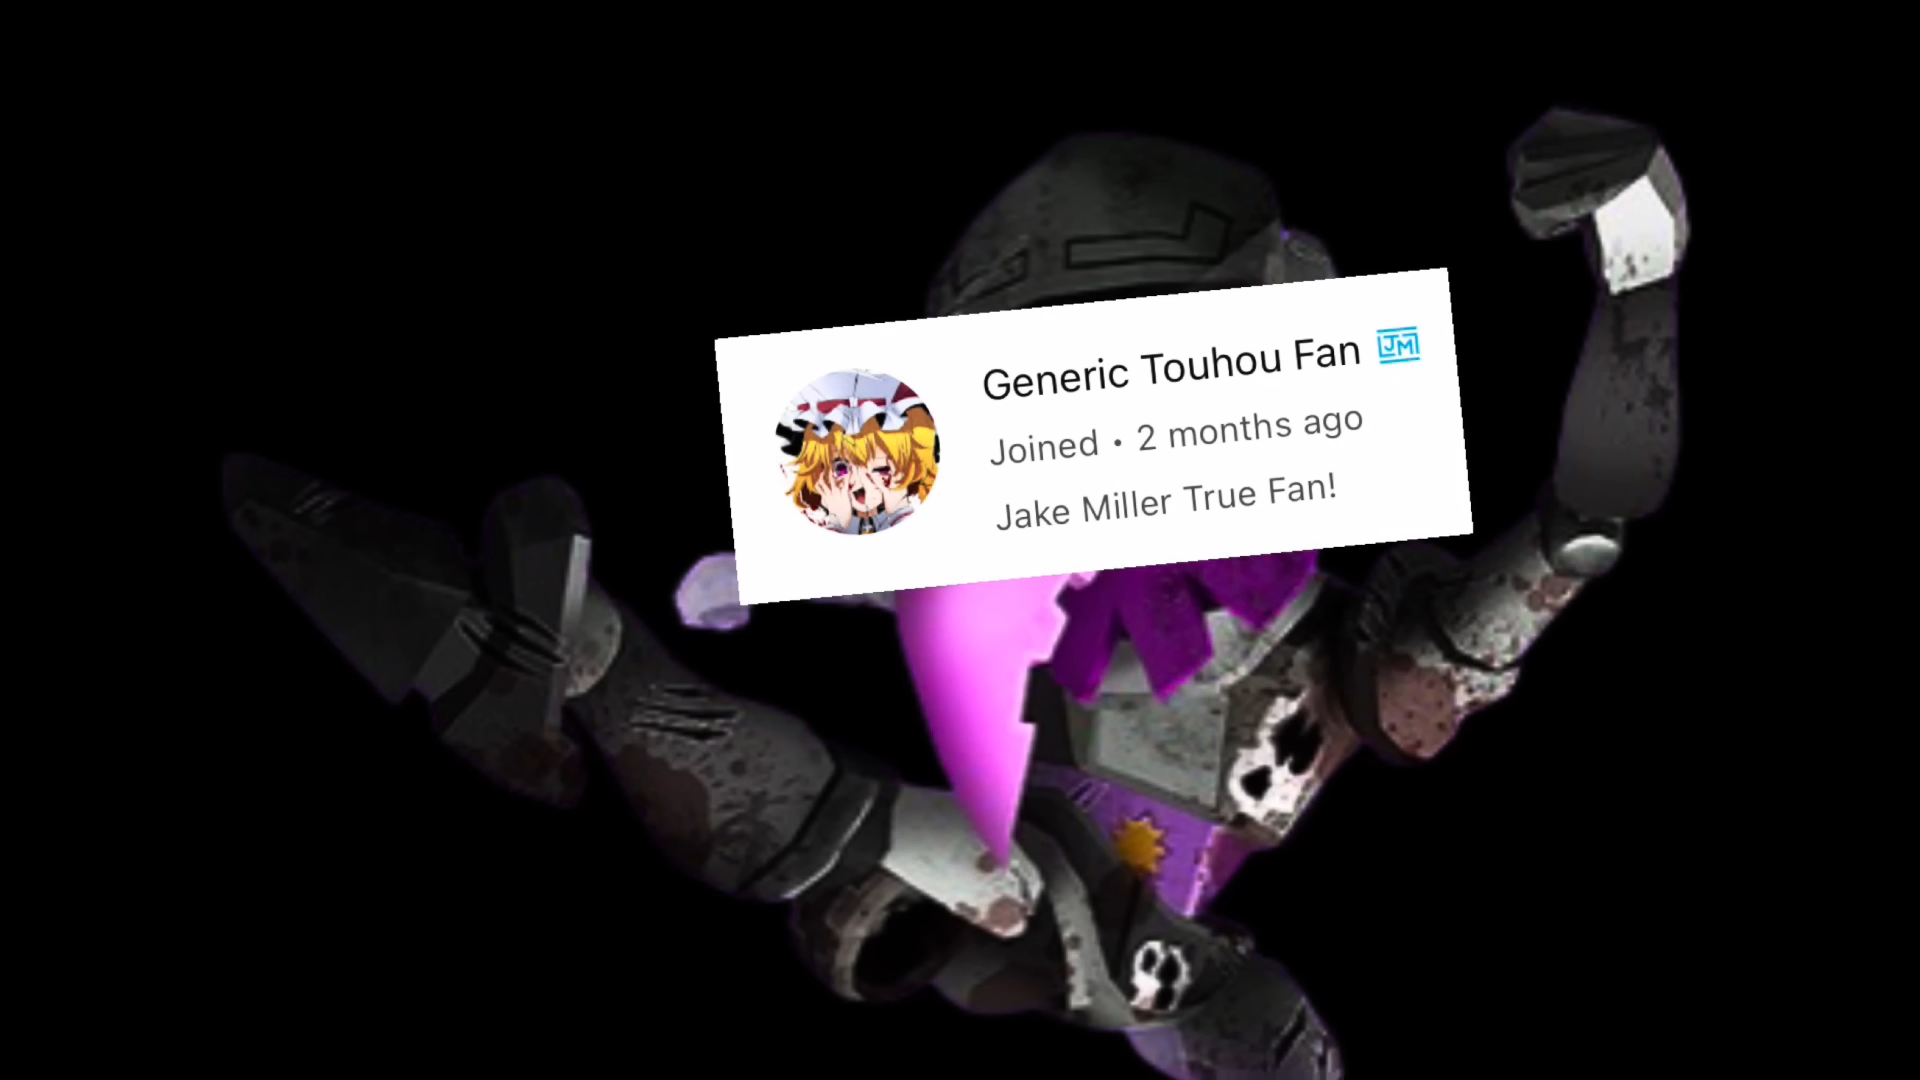 Generic Touhou Fan JM
Joined • 2 months ago
Jake Miller True Fan!